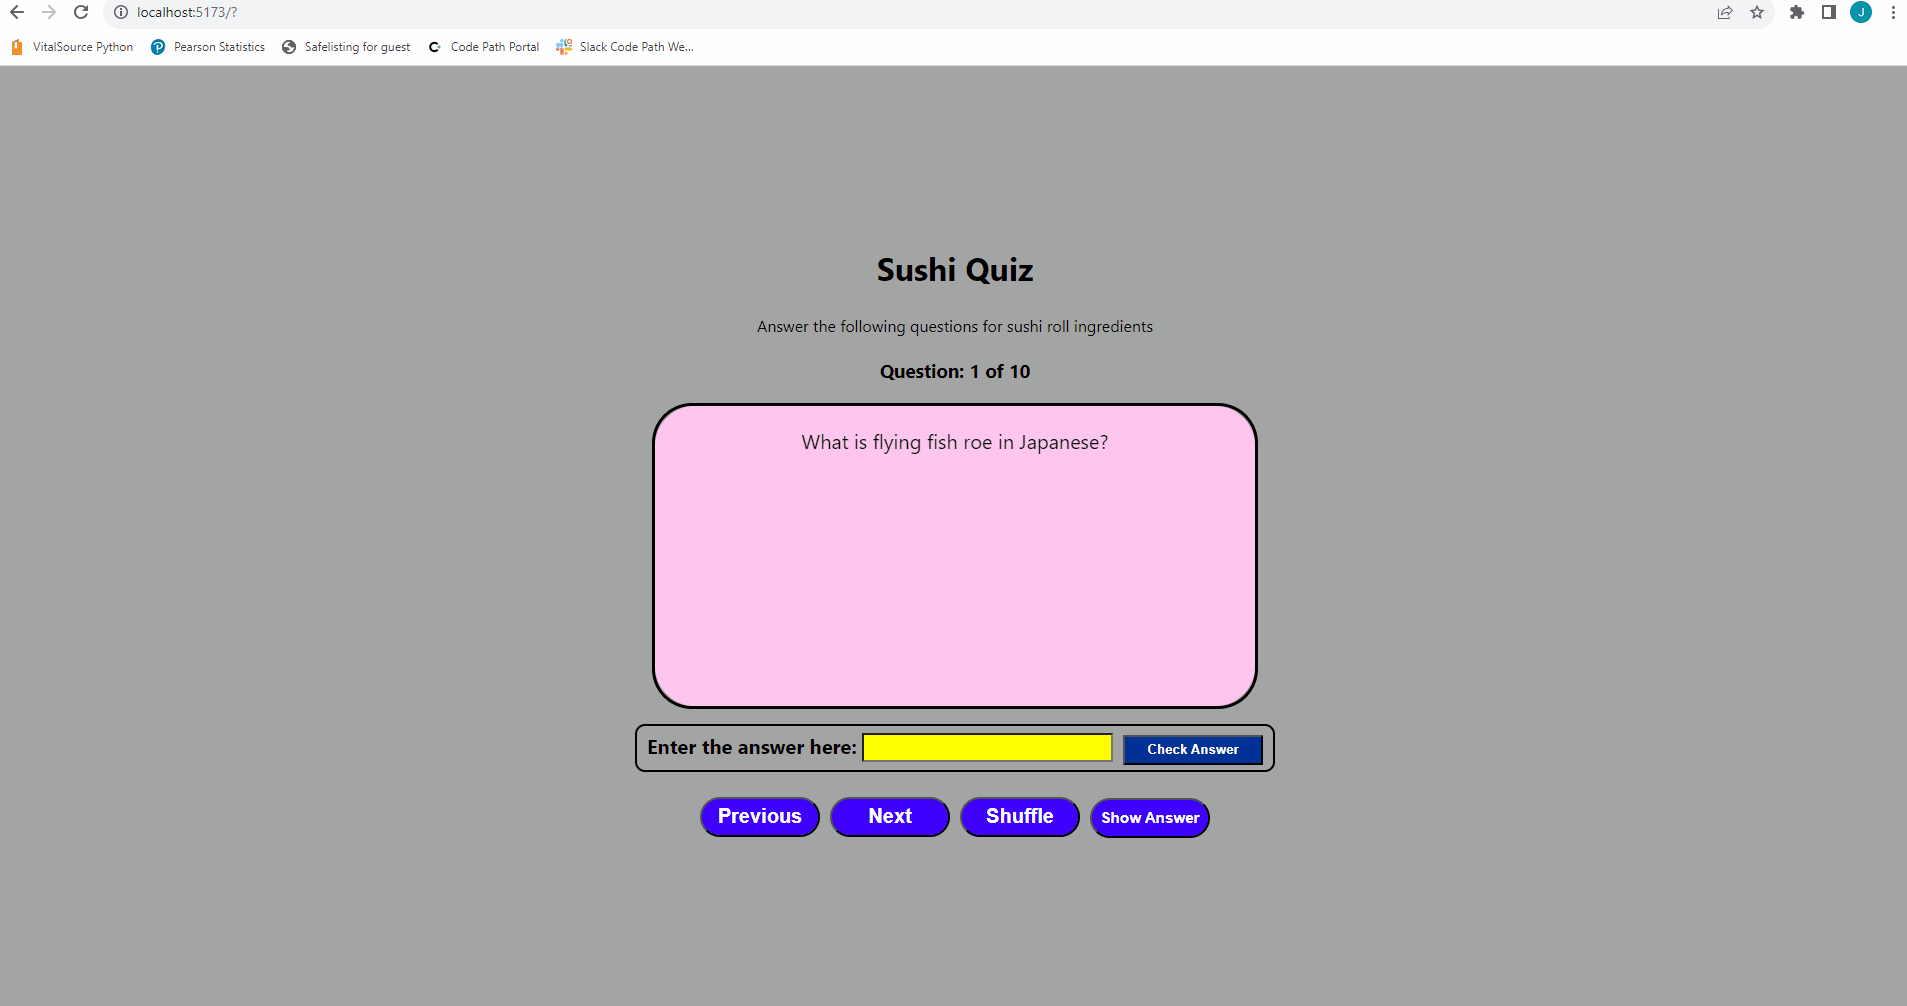 localhost:5173/?
J
VitalSource Python
Pearson Statistics
Safelisting for guest
Code Path Portal
Slack Code Path We...
Sushi Quiz
Answer the following questions for sushi roll ingredients
Question: 1 of 10
What is flying fish roe in Japanese?
Enter the answer here:
Check Answer
Previous
Next
Shuffle
Show Answer